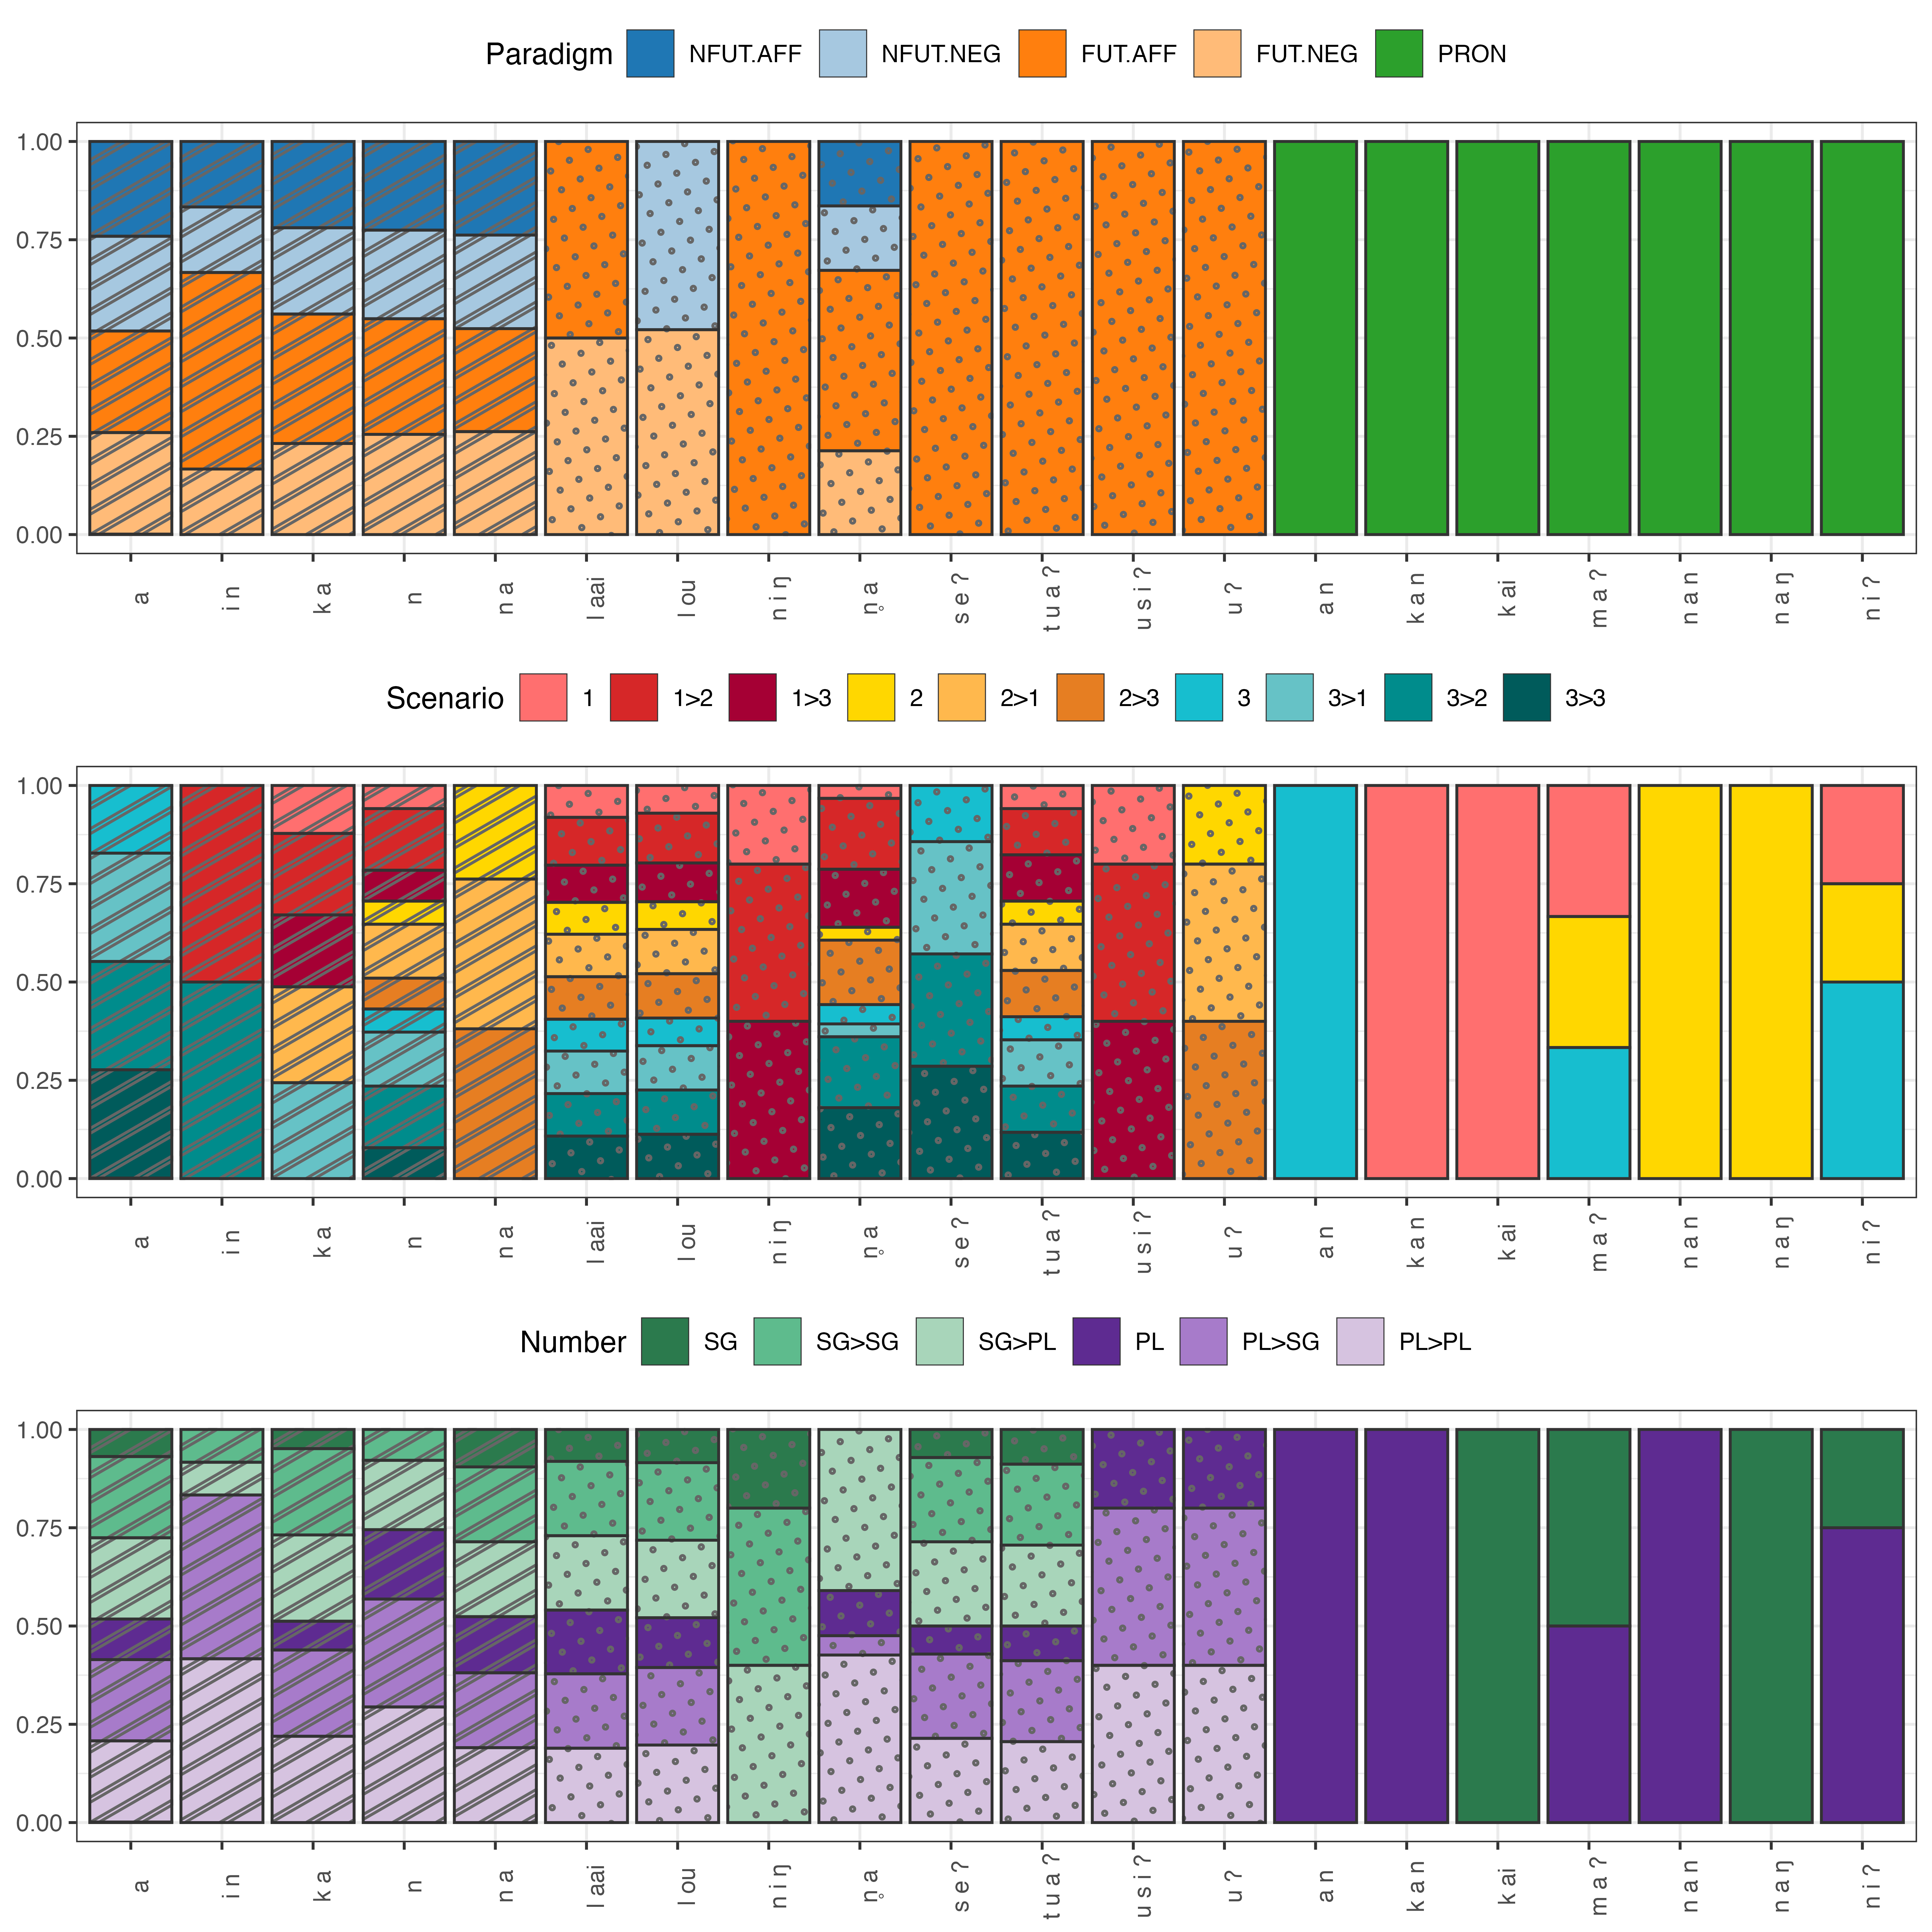 Paradigm NFUT.AFF NFUT.NEG FUT.AFF FUT.NEG PRON
1.00
0.75
0.50
0.25
0.00
a i n k a n n a l aai l ou n i ŋ n̥ a s e ʔ t u a ʔ u s i ʔ u ʔ a n k a n k ai m a ʔ n a n n a ŋ n i ʔ
Scenario 1 1>2 1>3 2 2>1 2>3 3 3>1 3>2 3>3
1.00
0.75
0.50
0.25
0.00
a i n k a n n a l aai l ou n i ŋ n̥ a s e ʔ t u a ʔ u s i ʔ u ʔ a n k a n k ai m a ʔ n a n n a ŋ n i ʔ
Number SG SG>SG SG>PL PL PL>SG PL>PL
1.00
0.75
0.50
0.25
0.00
a i n k a n n a l aai l ou n i ŋ n̥ a s e ʔ t u a ʔ u s i ʔ u ʔ a n k a n k ai m a ʔ n a n n a ŋ n i ʔ